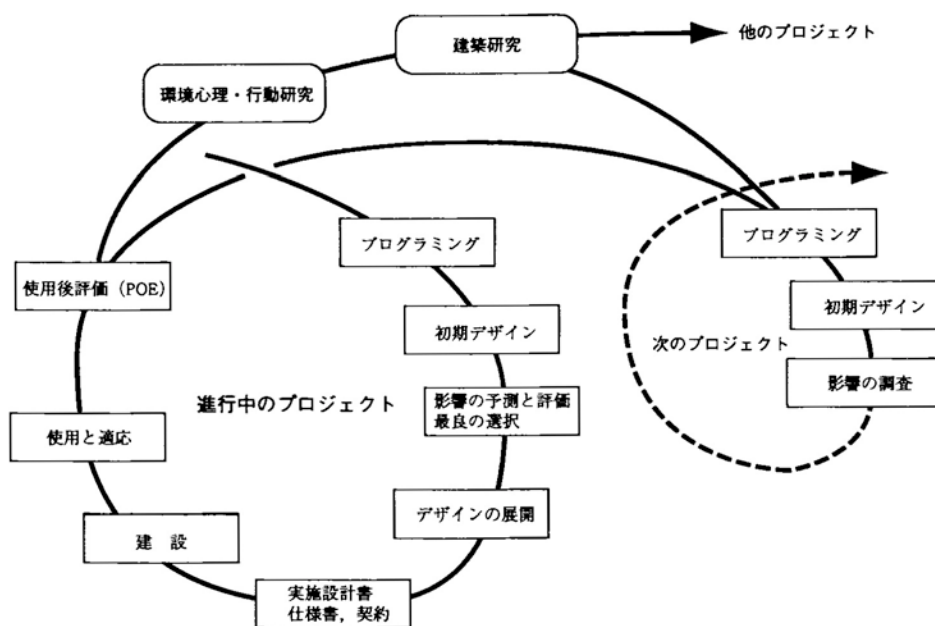 建築研究
他のプロジェクト
環境心理・行動研究
プログラミング
プログラミング
使用後評価（POE）
初期デザイン
初期デザイン
次のプロジェクト
影響の調査
進行中のプロジェクト
影響の予測と評価
最良の選択
使用と適応
デザインの展開
建　設
実施設計書
仕様書，契約